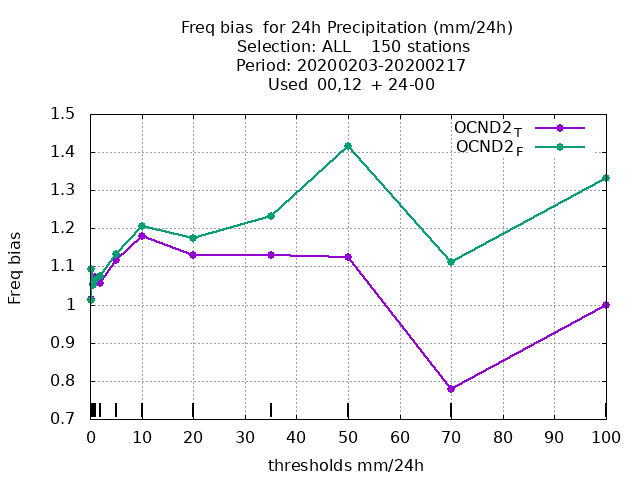 Freq bias  for 24h Precipitation (mm/24h)
Selection: ALL    150 stations
Period: 20200203-20200217
Used  00,12  + 24-00
OCND2T
OCND2F
1.5
1.4
1.3
1.2
1.1
1
0.9
0.8
0.7
Freq bias
0 10 20 30 40 50 60 70 80 90 100
thresholds mm/24h